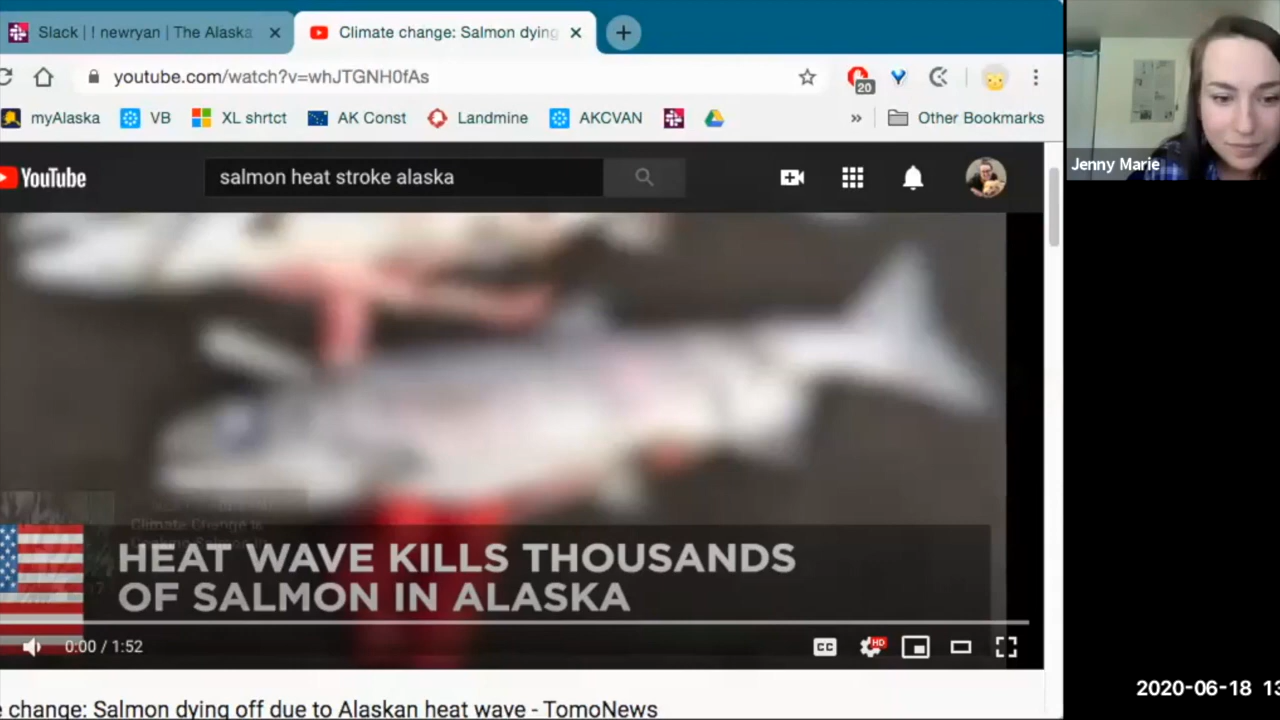 Slack | ! newryan | The Alaska
Climate change: Salmon dying
youtube.com/watch?v=whJTGNH0fAs
20
myAlaska
VB
XL shrtct
AK Const
Landmine
AKCVAN
»
Other Bookmarks
Jenny Marie
YouTube
salmon heat stroke alaska
Climate Change Is
HEAT WAVE KILLS THOUSANDS
OF SALMON IN ALASKA
0:00 / 1:52
CC
HD
2020-06-18 13
e change: Salmon dying off due to Alaskan heat wave - TomoNews